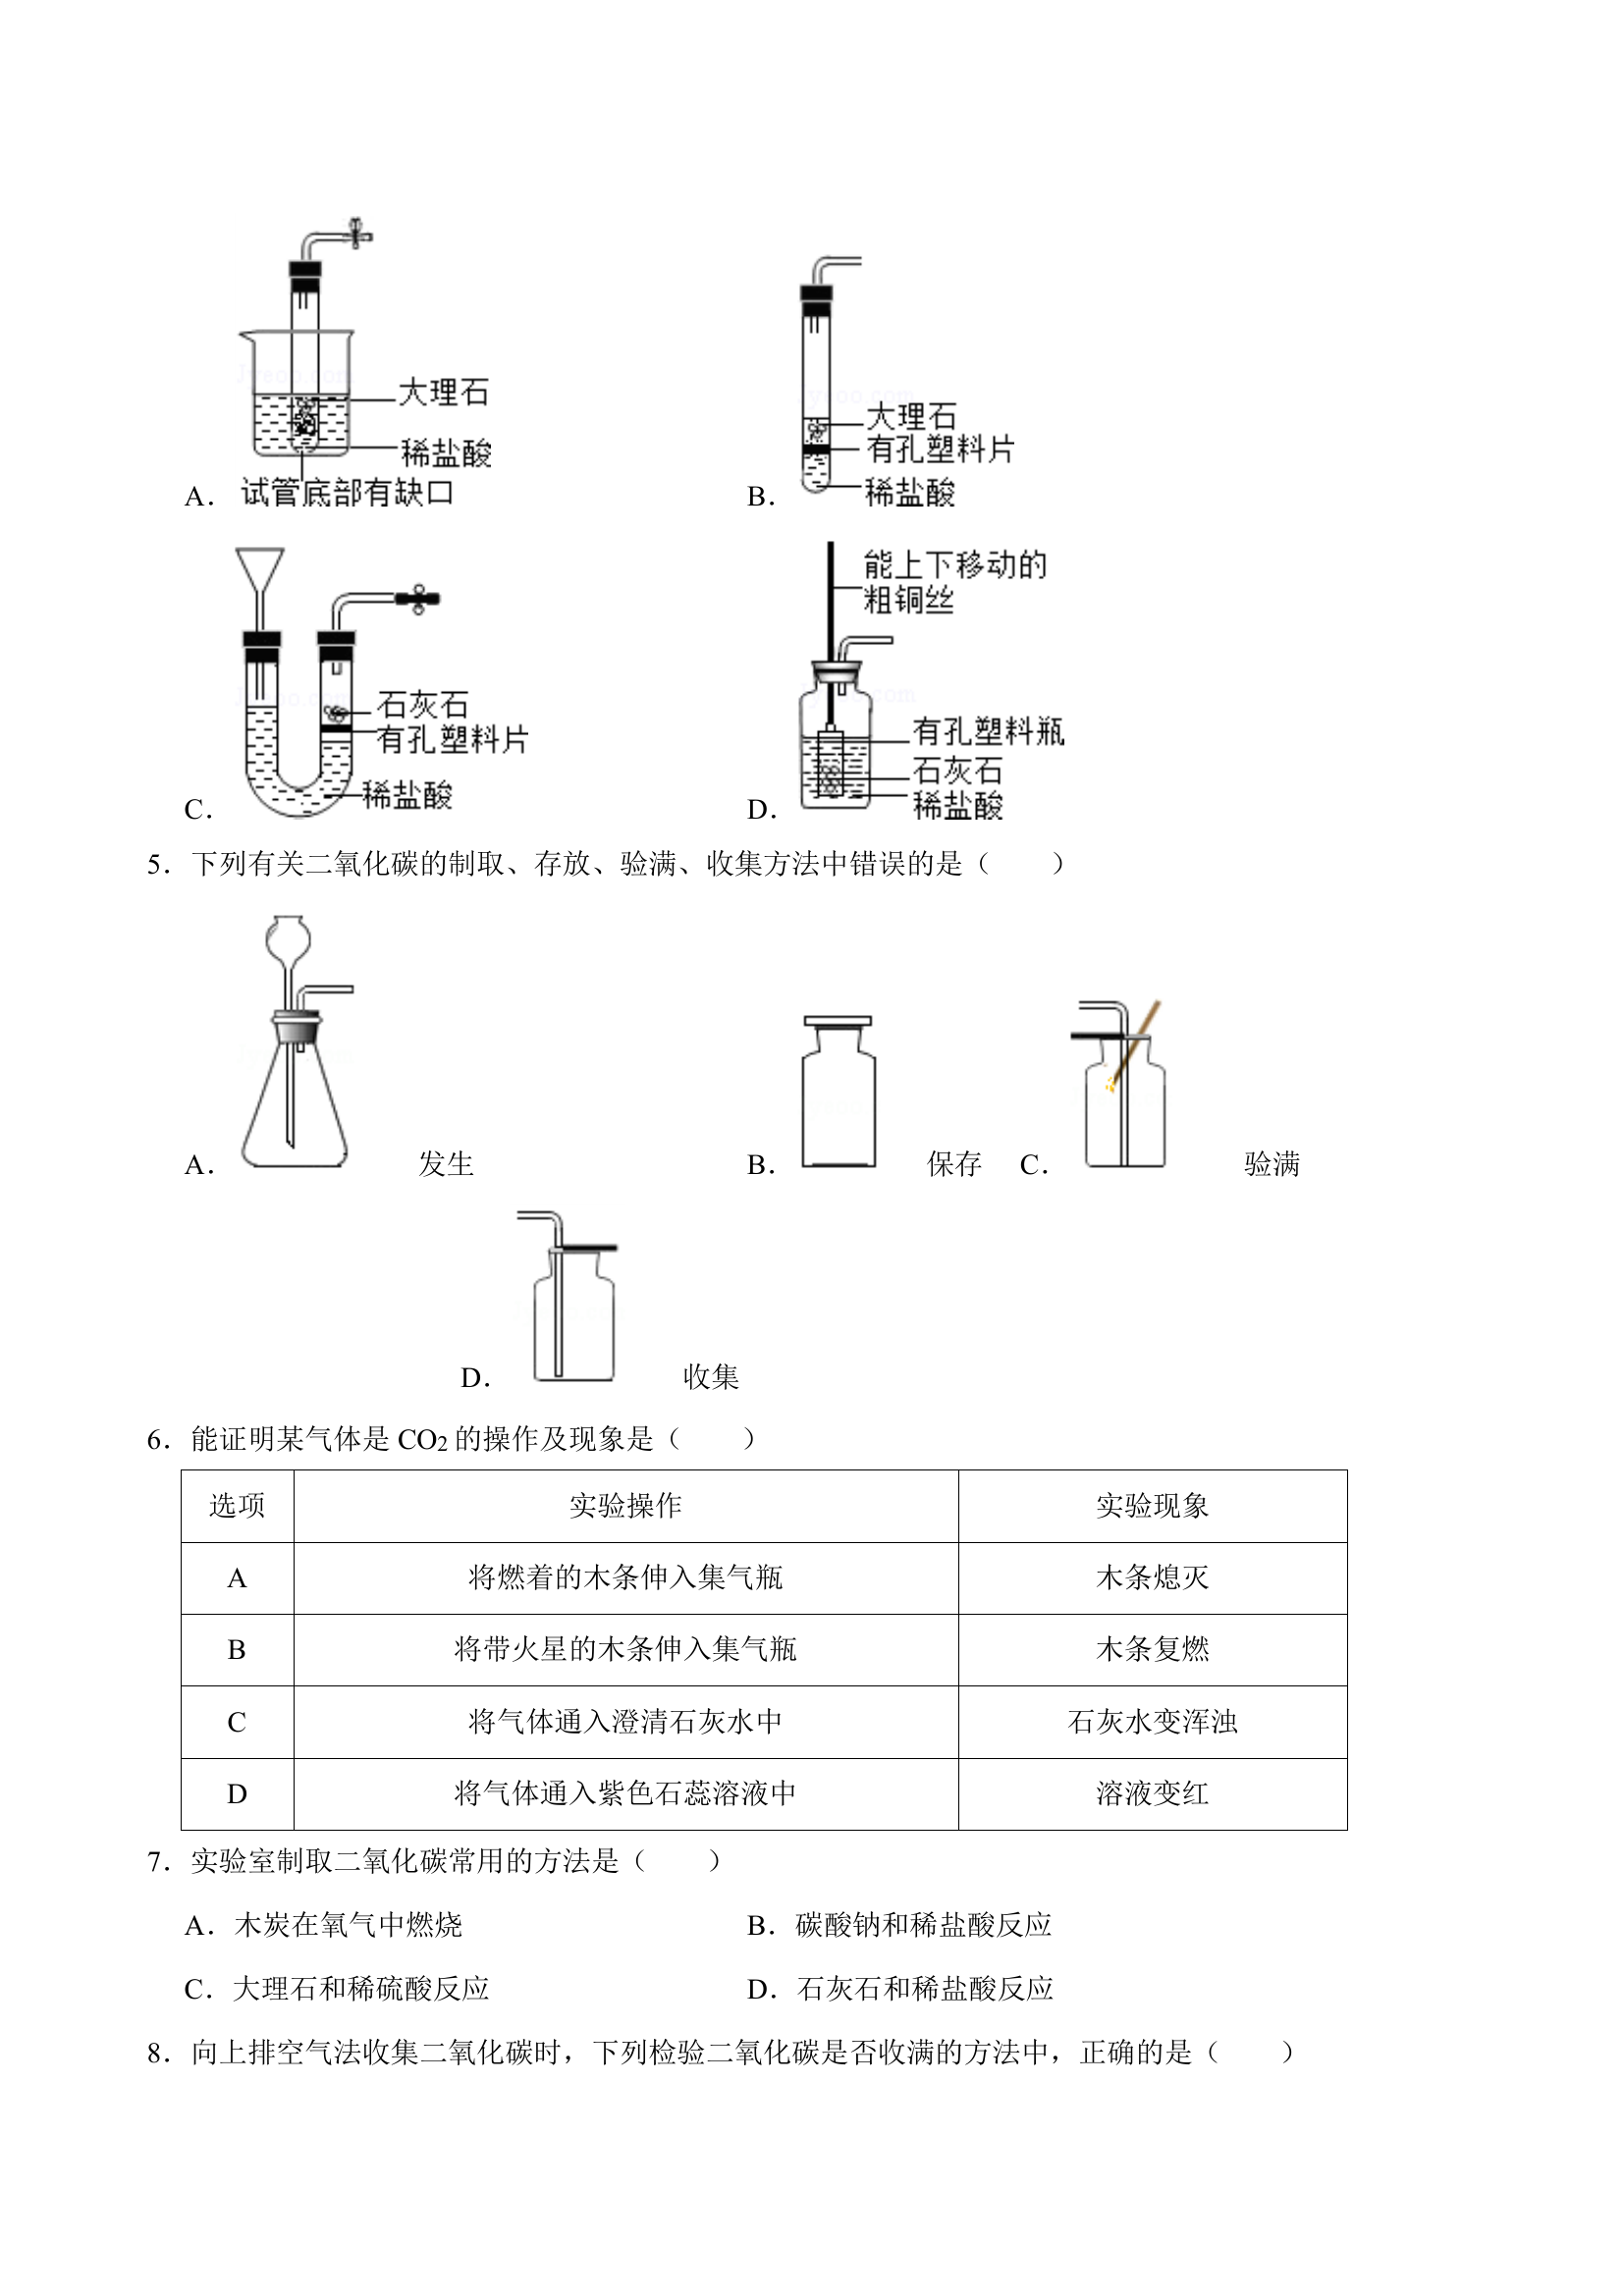 大理石
稀盐酸
A. 试管底部有缺口
大理石
有孔塑料片
B. 稀盐酸
石灰石
有孔塑料片
C. 稀盐酸
能上下移动的
粗铜丝
有孔塑料瓶
石灰石
D. 稀盐酸
5．下列有关二氧化碳的制取、存放、验满、收集方法中错误的是（　　）
A．发生 B．保存 C．验满
D．收集
6．能证明某气体是 CO2 的操作及现象是（　　）
选项 实验操作 实验现象
A 将燃着的木条伸入集气瓶 木条熄灭
B 将带火星的木条伸入集气瓶 木条复燃
C 将气体通入澄清石灰水中 石灰水变浑浊
D 将气体通入紫色石蕊溶液中 溶液变红
7．实验室制取二氧化碳常用的方法是（　　）
A．木炭在氧气中燃烧 B．碳酸钠和稀盐酸反应
C．大理石和稀硫酸反应 D．石灰石和稀盐酸反应
8．向上排空气法收集二氧化碳时，下列检验二氧化碳是否收满的方法中，正确的是（　　）